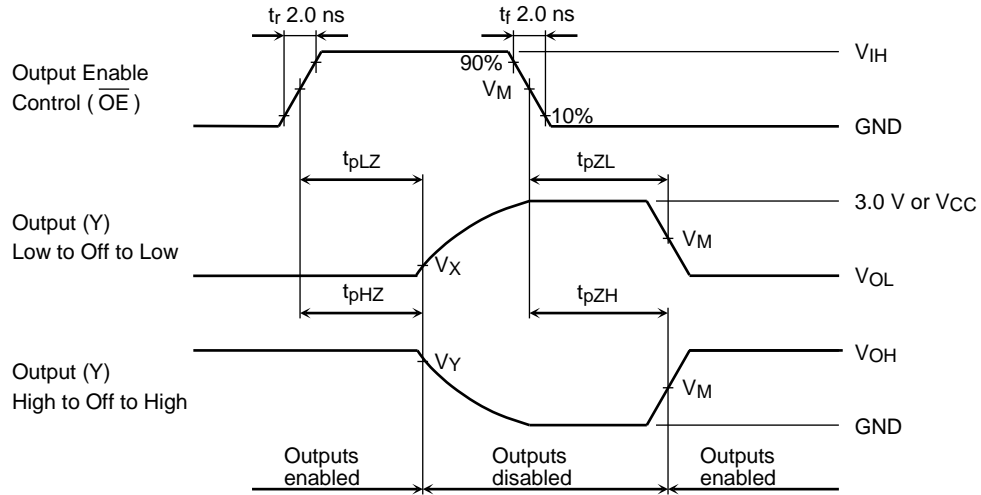 tr 2.0 ns
tf 2.0 ns
Output Enable
Control ( OE )
90%
VM
10%
VIH
GND
tpLZ
tpZL
Output (Y)
Low to Off to Low
VX
VM
3.0 V or VCC
VOL
tpHZ
tpZH
Output (Y)
High to Off to High
VY
VM
VOH
GND
Outputs
enabled
Outputs
disabled
Outputs
enabled